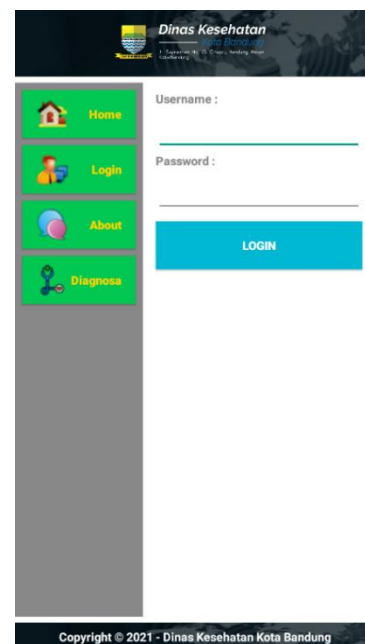 Dinas Kesehatan
Kota Bandung
Home
Login
About
Diagnosa
Username :
Password :
LOGIN
Copyright © 2021 - Dinas Kesehatan Kota Bandung